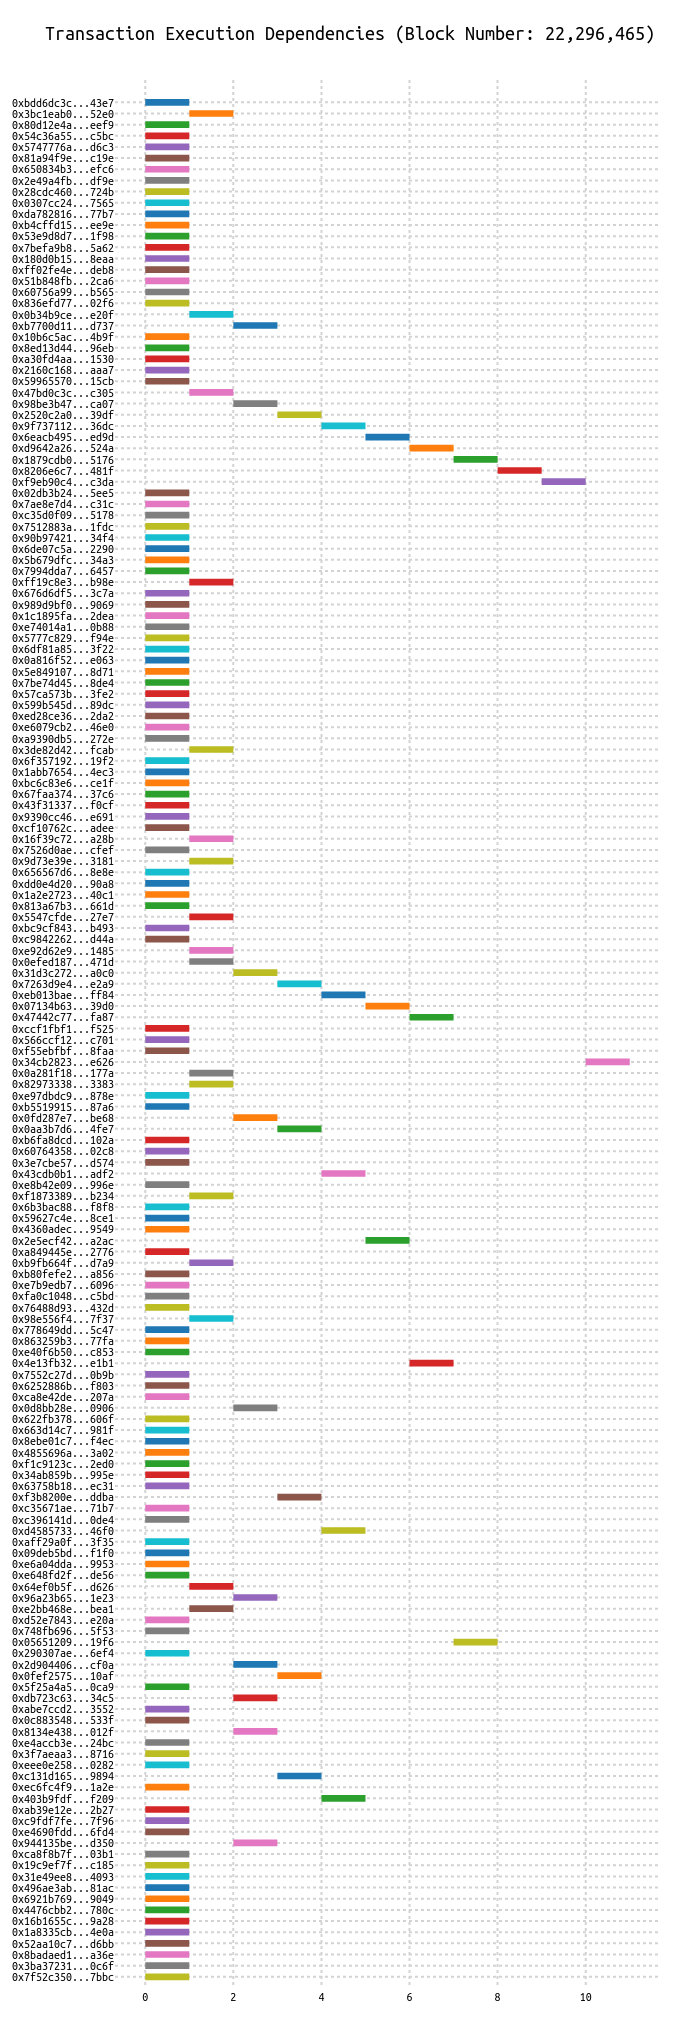 Transaction Execution Dependencies (Block Number: 22,296,465)
0xbdd6dc3c...43e7
0x3bc1eab0...52e0
0x80d12e4a...eef9
0x54c36a55...c5bc
0x5747776a...d6c3
0x81a94f9e...c19e
0x650834b3...efc6
0x2e49a4fb...df9e
0x28cdc460...724b
0x0307cc24...7565
0xda782816...77b7
0xb4cffd15...ee9e
0x53e9d8d7...1f98
0x7befa9b8...5a62
0x180d0b15...8eaa
0xff02fe4e...deb8
0x51b848fb...2ca6
0x60756a99...b565
0x836efd77...02f6
0x0b34b9ce...e20f
0xb7700d11...d737
0x10b6c5ac...4b9f
0x8ed13d44...96eb
0xa30fd4aa...1530
0x2160c168...aaa7
0x59965570...15cb
0x47bd0c3c...c305
0x98be3b47...ca07
0x2520c2a0...39df
0x9f737112...36dc
0x6eacb495...ed9d
0xd9642a26...524a
0x1879cdb0...5176
0x8206e6c7...481f
0xf9eb90c4...c3da
0x02db3b24...5ee5
0x7ae8e7d4...c31c
0xc35d0f09...5178
0x7512883a...1fdc
0x90b97421...34f4
0x6de07c5a...2290
0x5b679dfc...34a3
0x7994dda7...6457
0xff19c8e3...b98e
0x676d6df5...3c7a
0x989d9bf0...9069
0x1c1895fa...2dea
0xe74014a1...0b88
0x5777c829...f94e
0x6df81a85...3f22
0x0a816f52...e063
0x5e849107...8d71
0x7be74d45...8de4
0x57ca573b...3fe2
0x599b545d...89dc
0xed28ce36...2da2
0xe6079cb2...46e0
0xa9390db5...272e
0x3de82d42...fcab
0x6f357192...19f2
0x1abb7654...4ec3
0xbc6c83e6...ce1f
0x67faa374...37c6
0x43f31337...f0cf
0x9390cc46...e691
0xcf10762c...adee
0x16f39c72...a28b
0x7526d0ae...cfef
0x9d73e39e...3181
0x656567d6...8e8e
0xdd0e4d20...90a8
0x1a2e2723...40c1
0x813a67b3...661d
0x5547cfde...27e7
0xbc9cf843...b493
0xc9842262...d44a
0xe92d62e9...1485
0x0efed187...471d
0x31d3c272...a0c0
0x7263d9e4...e2a9
0xeb013bae...ff84
0x07134b63...39d0
0x47442c77...fa87
0xccf1fbf1...f525
0x566ccf12...c701
0xf55ebfbf...8faa
0x34cb2823...e626
0x0a281f18...177a
0x82973338...3383
0xe97dbdc9...878e
0xb5519915...87a6
0x0fd287e7...be68
0x0aa3b7d6...4fe7
0xb6fa8dcd...102a
0x60764358...02c8
0x3e7cbe57...d574
0x43cdb0b1...adf2
0xe8b42e09...996e
0xf1873389...b234
0x6b3bac88...f8f8
0x59627c4e...8ce1
0x4360adec...9549
0x2e5ecf42...a2ac
0xa849445e...2776
0xb9fb664f...d7a9
0xb80fefe2...a856
0xe7b9edb7...6096
0xfa0c1048...c5bd
0x76488d93...432d
0x98e556f4...7f37
0x778649dd...5c47
0x863259b3...77fa
0xe40f6b50...c853
0x4e13fb32...e1b1
0x7552c27d...0b9b
0x6252886b...f803
0xca8e42de...207a
0x0d8bb28e...0906
0x622fb378...606f
0x663d14c7...981f
0x8ebe01c7...f4ec
0x4855696a...3a02
0xf1c9123c...2ed0
0x34ab859b...995e
0x63758b18...ec31
0xf3b8200e...ddba
0xc35671ae...71b7
0xc396141d...0de4
0xd4585733...46f0
0xaff29a0f...3f35
0x09deb5bd...f1f0
0xe6a04dda...9953
0xe648fd2f...de56
0x64ef0b5f...d626
0x96a23b65...1e23
0xe2bb468e...bea1
0xd52e7843...e20a
0x748fb696...5f53
0x05651209...19f6
0x290307ae...6ef4
0x2d904406...cf0a
0x0fef2575...10af
0x5f25a4a5...0ca9
0xdb723c63...34c5
0xabe7ccd2...3552
0x0c883548...533f
0x8134e438...012f
0xe4accb3e...24bc
0x3f7aeaa3...8716
0xeee0e258...0282
0xc131d165...9894
0xec6fc4f9...1a2e
0x403b9fdf...f209
0xab39e12e...2b27
0xc9fdf7fe...7f96
0xe4690fdd...6fd4
0x944135be...d350
0xca8f8b7f...03b1
0x19c9ef7f...c185
0x31e49ee8...4093
0x496ae3ab...81ac
0x6921b769...9049
0x4476cbb2...780c
0x16b1655c...9a28
0x1a8335cb...4e0a
0x52aa10c7...d6bb
0x8badaed1...a36e
0x3ba37231...0c6f
0x7f52c350...7bbc
0 2 4 6 8 10